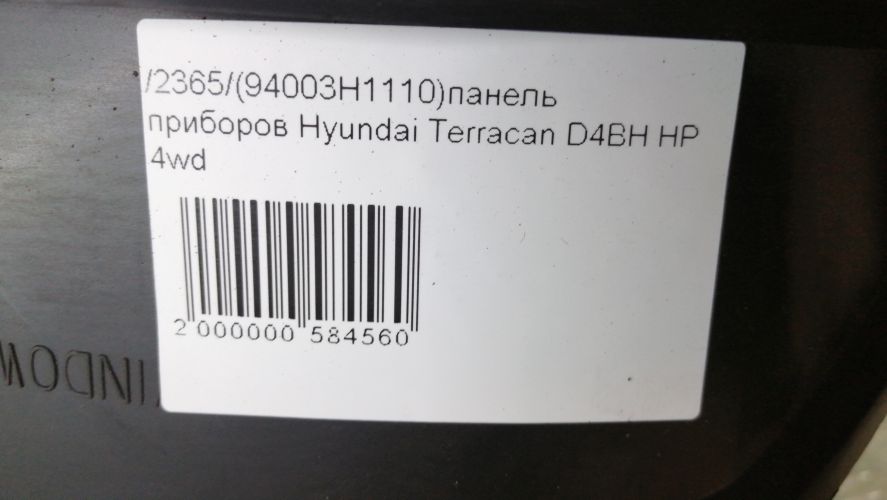 /2365/(94003H1110)панель
приборов Hyundai Terracan D4BH HP
4wd
2 000000 584560